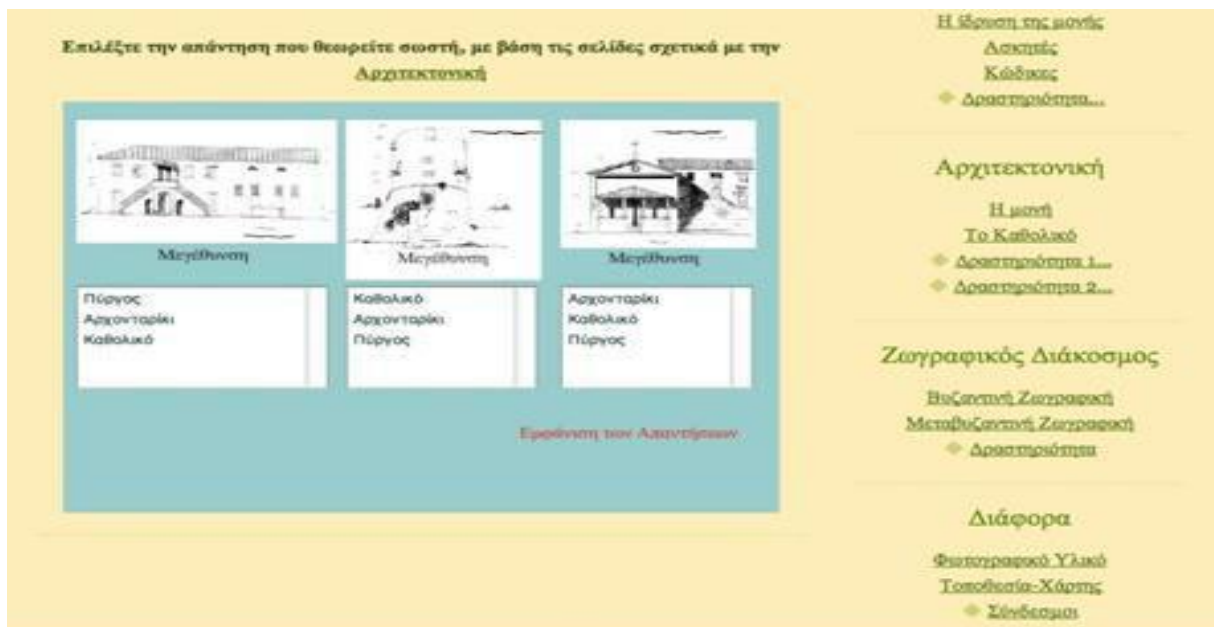 Επιλέξτε την απάντηση που θεωρείτε σωστή, με βάση τις σελίδες σχετικά με την
Αρχιτεκτονική
Μεγέθυνση
Μεγέθυνση
Μεγέθυνση
Πύργος
Αρχονταρίκι
Καθολικό
Καθολικό
Αρχονταρίκι
Πύργος
Αρχονταρίκι
Καθολικό
Πύργος
Εμφάνιση των Απαντήσεων
Η ίδρυση της μονής
Ασκητές
Κώδικες
Δραστηριότητα...
Αρχιτεκτονική
Η μονή
Το Καθολικό
Δραστηριότητα 1...
Δραστηριότητα 2...
Ζωγραφικός Διάκοσμος
Βυζαντινή Ζωγραφική
Μεταβυζαντινή Ζωγραφική
Δραστηριότητα
Διάφορα
Φωτογραφικό Υλικό
Τοποθεσία-Χάρτης
Σύνδεσμοι